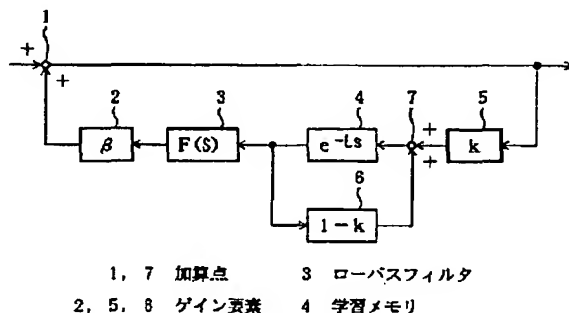 1
+
+
2
3
4
7
5
β
F(S)
e^{-Ls}
+
+
k
6
1-k
1, 7 加算点
3 ローパスフィルタ
2, 5, 6 ゲイン要素
4 学習メモリ